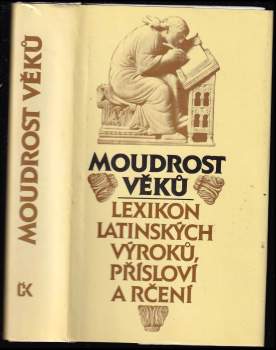 MOUDROST VĚKŮ
MOUDROST
VĚKŮ
LEXIKON
LATINSKÝCH
VÝROKŮ,
PŘÍSLOVÍ
A RČENÍ